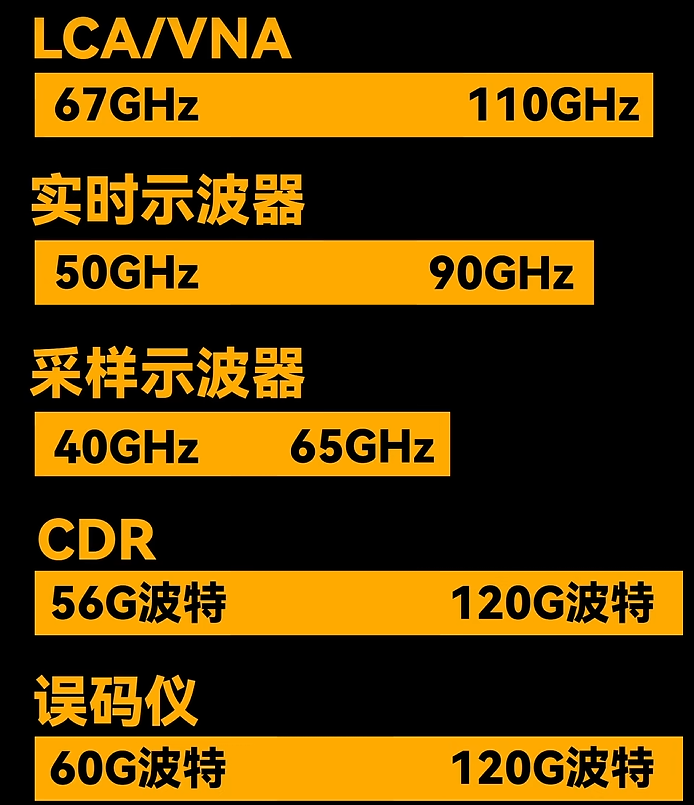 LCA/VNA
67GHz 110GHz
实时示波器
50GHz 90GHz
采样示波器
40GHz 65GHz
CDR
56G波特 120G波特
误码仪
60G波特 120G波特